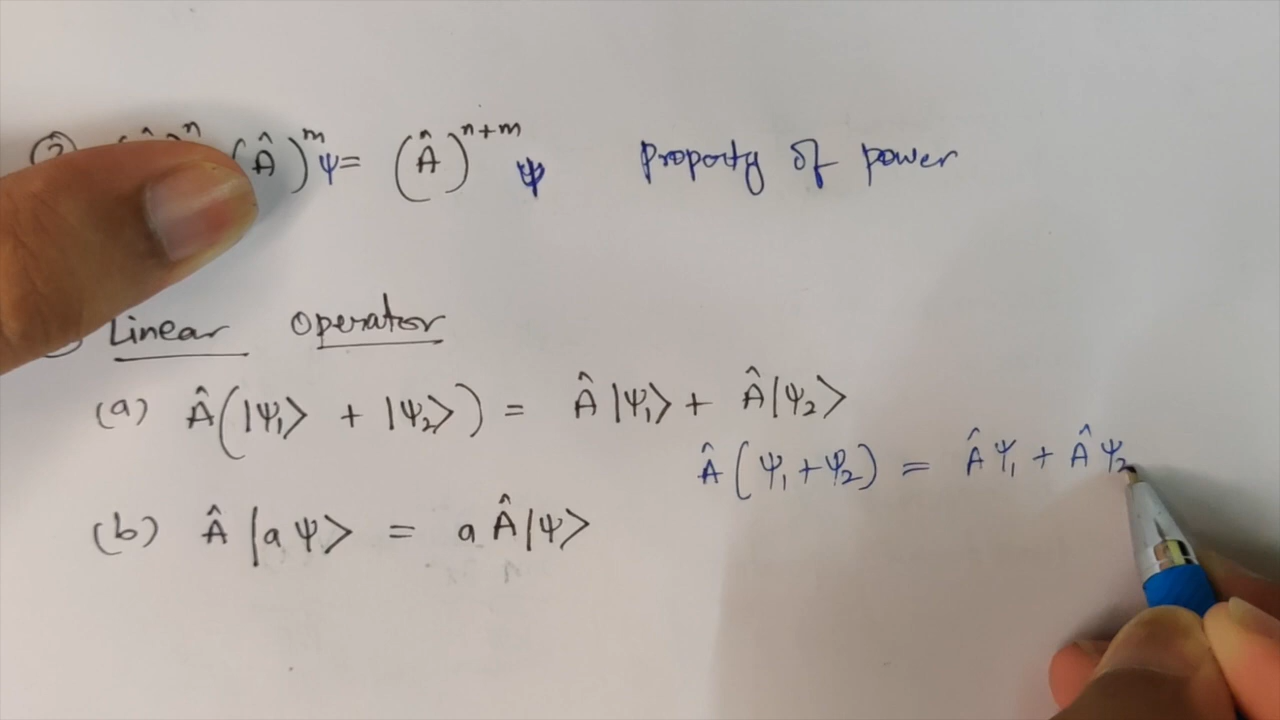 )ⁿ (Â)ᵐ ψ = (Â)ⁿ⁺ᵐ ψ Property of power
Linear Operator
(a) Â(|ψ₁> + |ψ₂>) = Â|ψ₁> + Â|ψ₂>
Â(ψ₁+ψ₂) = Âψ₁ + Âψ₂
(b) Â|aψ> = aÂ|ψ>